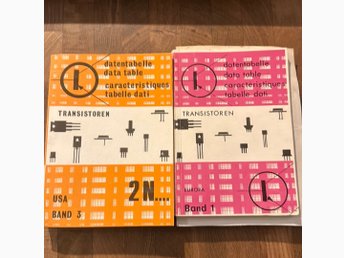 datentabelle
data table
caracteristiques
tabelle dati
TRANSISTOREN
2N....
USA
BAND 3
datentabelle
data table
caracteristiques
tabelle dati
TRANSISTOREN
EUROPA
Band 1